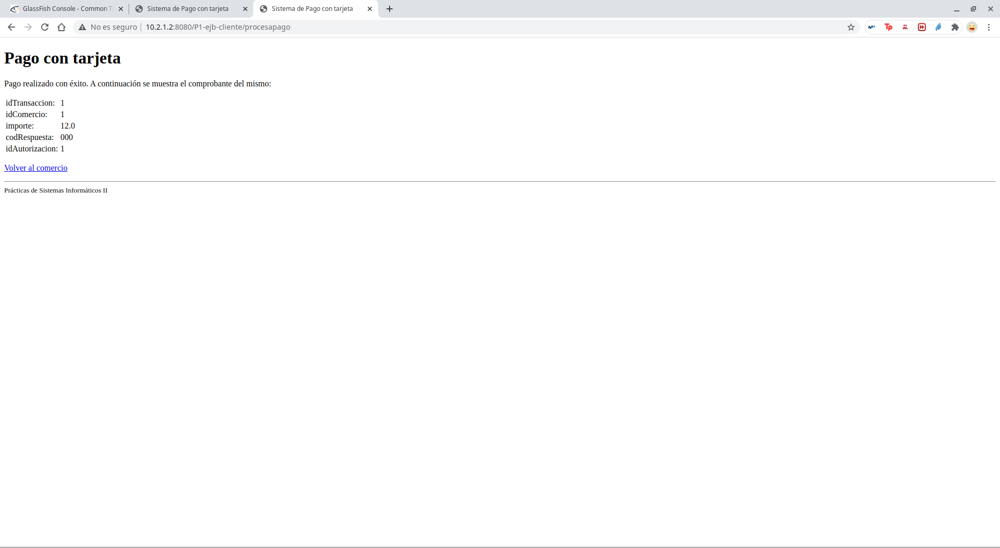 GlassFish Console - Common
Sistema de Pago con tarjeta
Sistema de Pago con tarjeta
No es seguro
10.2.1.2:8080/P1-ejb-cliente/procesapago
Tp
Pago con tarjeta
Pago realizado con éxito. A continuación se muestra el comprobante del mismo:
idTransaccion: 1
idComercio: 1
importe: 12.0
codRespuesta: 000
idAutorizacion: 1
Volver al comercio
Prácticas de Sistemas Informáticos II